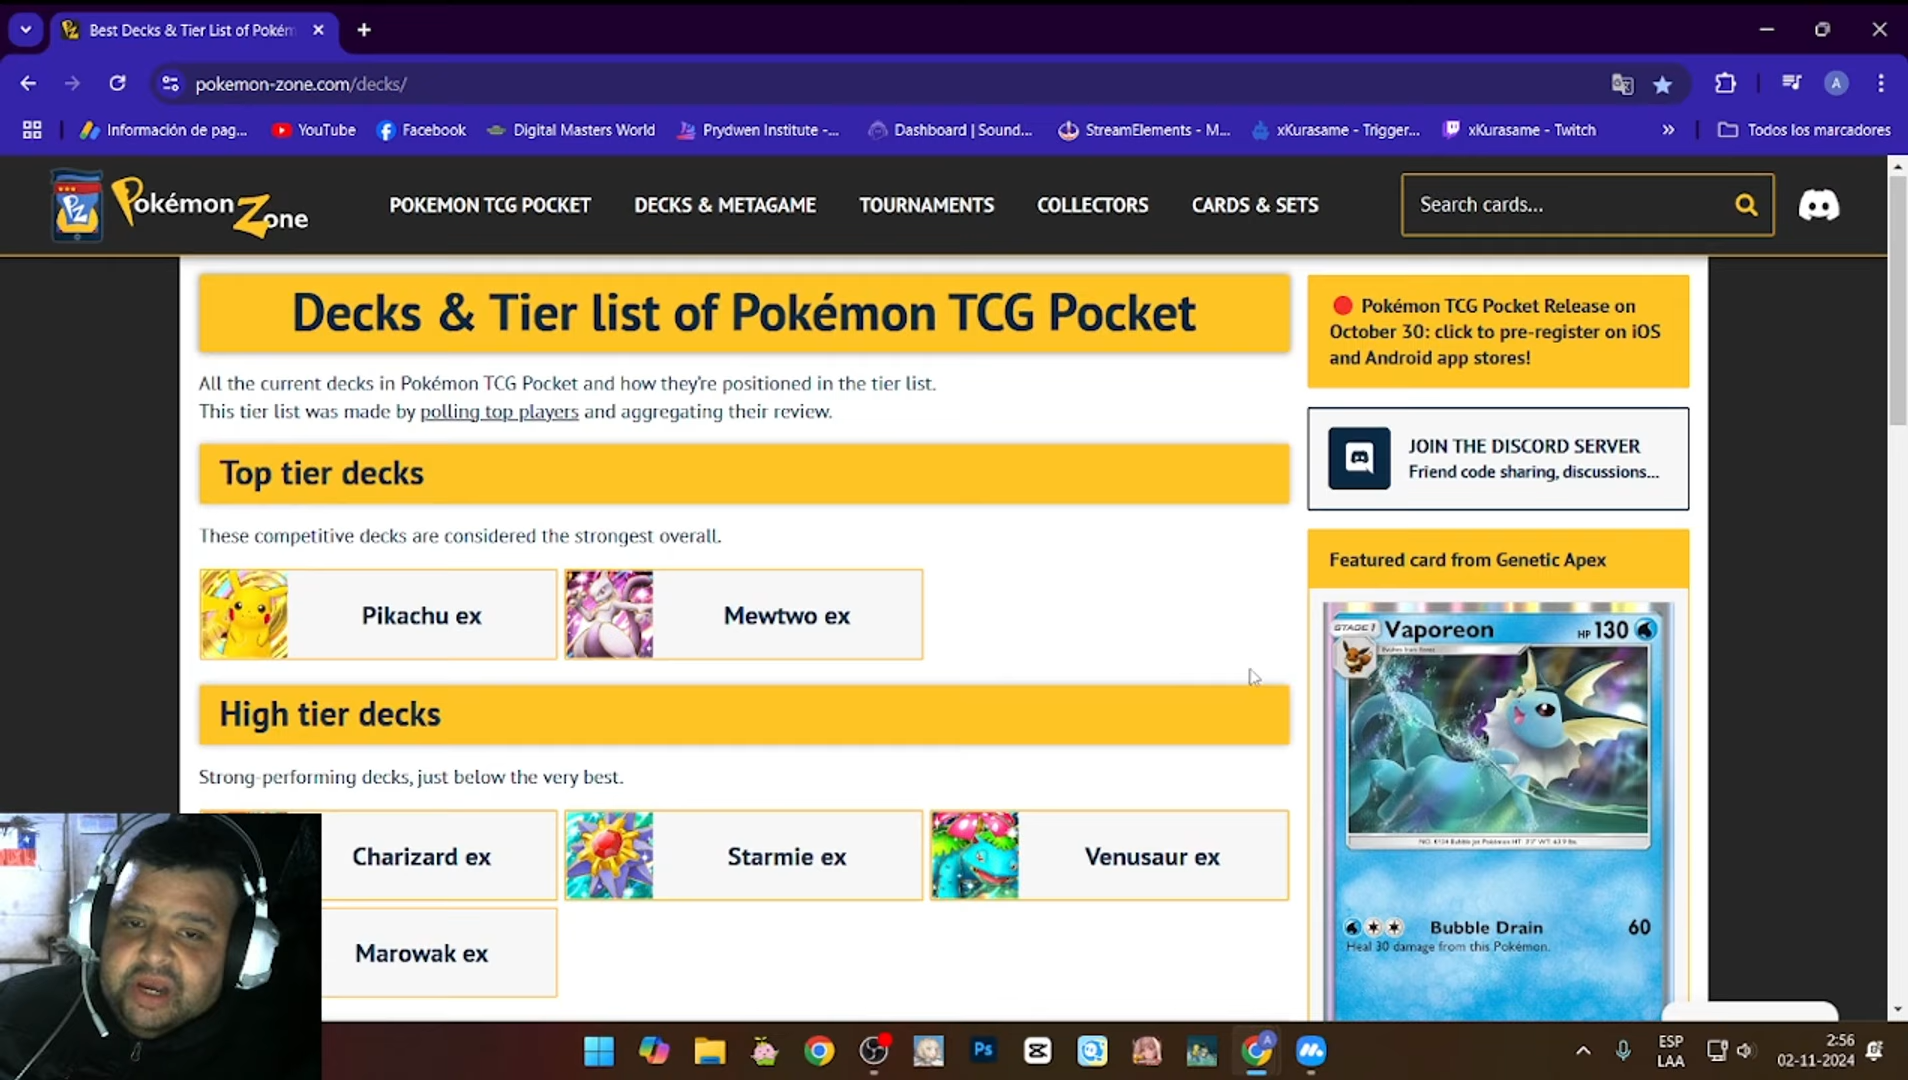 Best Decks & Tier List of Pokém
pokemon-zone.com/decks/
Información de pag...
YouTube
Facebook
Digital Masters World
Prydwen Institute -...
Dashboard | Sound...
StreamElements - M...
xKurasame - Trigger...
xKurasame - Twitch
»
Todos los marcadores
PZ
Pokémon Zone
POKEMON TCG POCKET
DECKS & METAGAME
TOURNAMENTS
COLLECTORS
CARDS & SETS
Search cards...
Decks & Tier list of Pokémon TCG Pocket
All the current decks in Pokémon TCG Pocket and how they're positioned in the tier list.
This tier list was made by polling top players and aggregating their review.
Top tier decks
These competitive decks are considered the strongest overall.
Pikachu ex
Mewtwo ex
High tier decks
Strong-performing decks, just below the very best.
Charizard ex
Starmie ex
Venusaur ex
Marowak ex
Pokémon TCG Pocket Release on
October 30: click to pre-register on iOS
and Android app stores!
JOIN THE DISCORD SERVER
Friend code sharing, discussions...
Featured card from Genetic Apex
STAGE 1
Vaporeon
HP 130
Bubble Drain 60
Heal 30 damage from this Pokémon.
Ps
A
ESP
LAA
2:56
02-11-2024